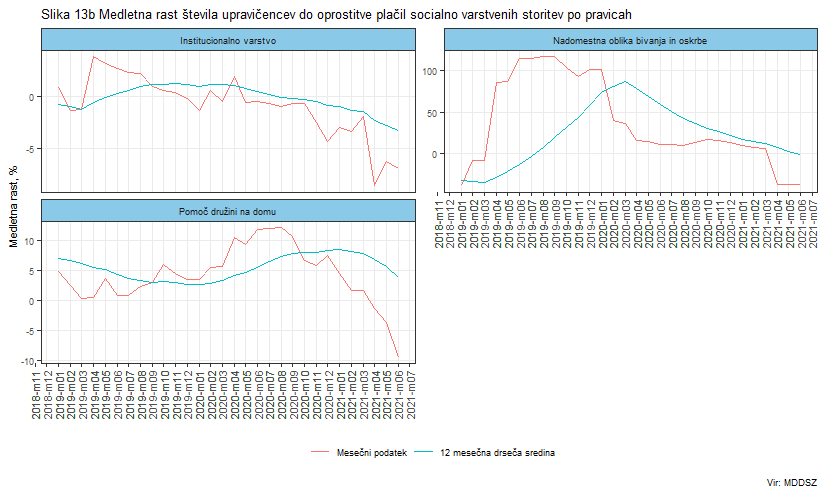 Slika 13b Medletna rast števila upravičencev do oprostitve plačil socialno varstvenih storitev po pravicah
Institucionalno varstvo
0
-5
Nadomestna oblika bivanja in oskrbe
100
50
0
2018-m11
2018-m12
2019-m01
2019-m02
2019-m03
2019-m04
2019-m05
2019-m06
2019-m07
2019-m08
2019-m09
2019-m10
2019-m11
2019-m12
2020-m01
2020-m02
2020-m03
2020-m04
2020-m05
2020-m06
2020-m07
2020-m08
2020-m09
2020-m10
2020-m11
2020-m12
2021-m01
2021-m02
2021-m03
2021-m04
2021-m05
2021-m06
2021-m07
Medletna rast, %
Pomoč družini na domu
10
5
0
-5
-10
2018-m11
2018-m12
2019-m01
2019-m02
2019-m03
2019-m04
2019-m05
2019-m06
2019-m07
2019-m08
2019-m09
2019-m10
2019-m11
2019-m12
2020-m01
2020-m02
2020-m03
2020-m04
2020-m05
2020-m06
2020-m07
2020-m08
2020-m09
2020-m10
2020-m11
2020-m12
2021-m01
2021-m02
2021-m03
2021-m04
2021-m05
2021-m06
2021-m07
Mesečni podatek
12 mesečna drseča sredina
Vir: MDDSZ